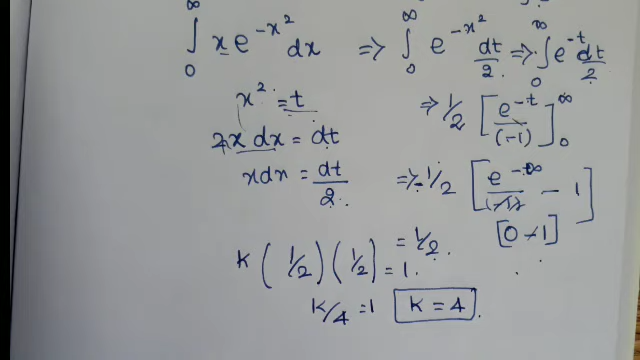 ∫₀^∞ x e^{-x²} dx ⇒ ∫₀^∞ e^{-x²} dt/2 ⇒ ∫₀^∞ e^{-t} dt/2
x² = t ⇒ 1/2 [e^{-t}/(-1)]₀^∞
2x dx = dt
x dx = dt/2 ⇒ -1/2 [e^{-∞} - 1]
= 1/2. [0 - 1]
K (1/2)(1/2) = 1.
K/4 = 1 K = 4.